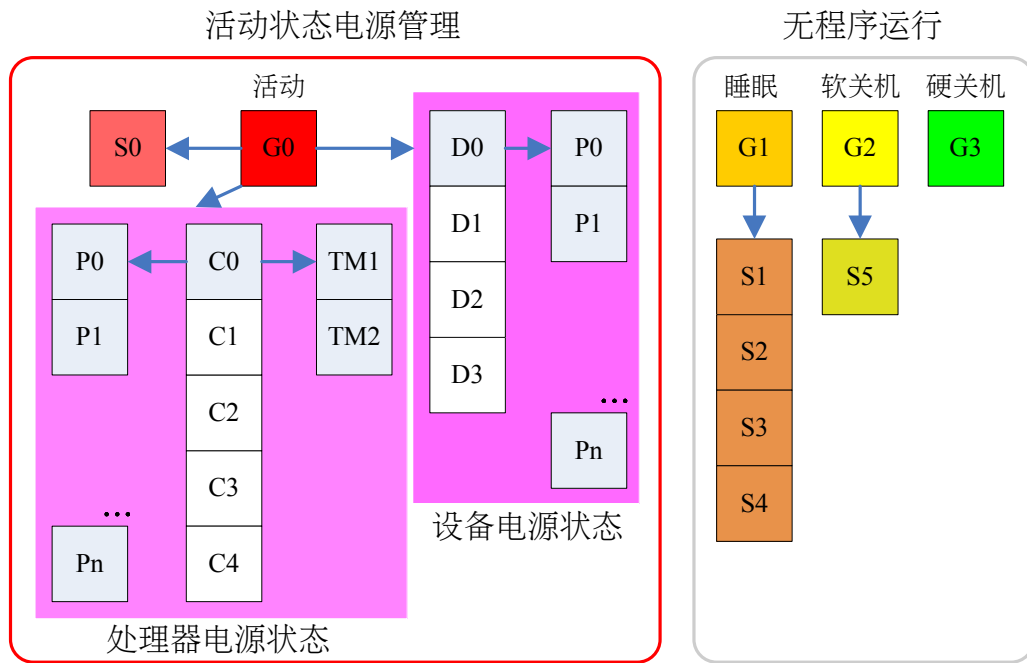 活动状态电源管理
无程序运行
活动
睡眠
软关机
硬关机
S0
G0
D0
P0
D1
P1
D2
D3
...
Pn
设备电源状态
P0
C0
TM1
P1
C1
TM2
C2
C3
...
Pn
C4
处理器电源状态
G1
G2
G3
S1
S5
S2
S3
S4